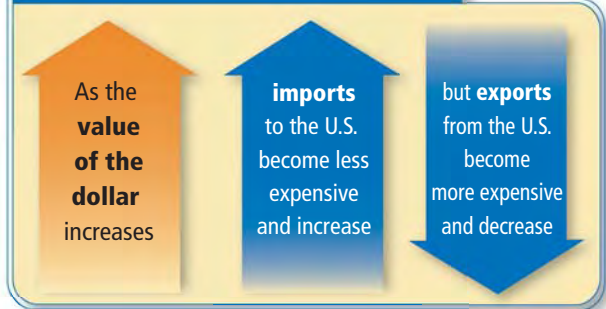 As the
value
of the
dollar
increases
imports
to the U.S.
become less
expensive
and increase
but exports
from the U.S.
become
more expensive
and decrease